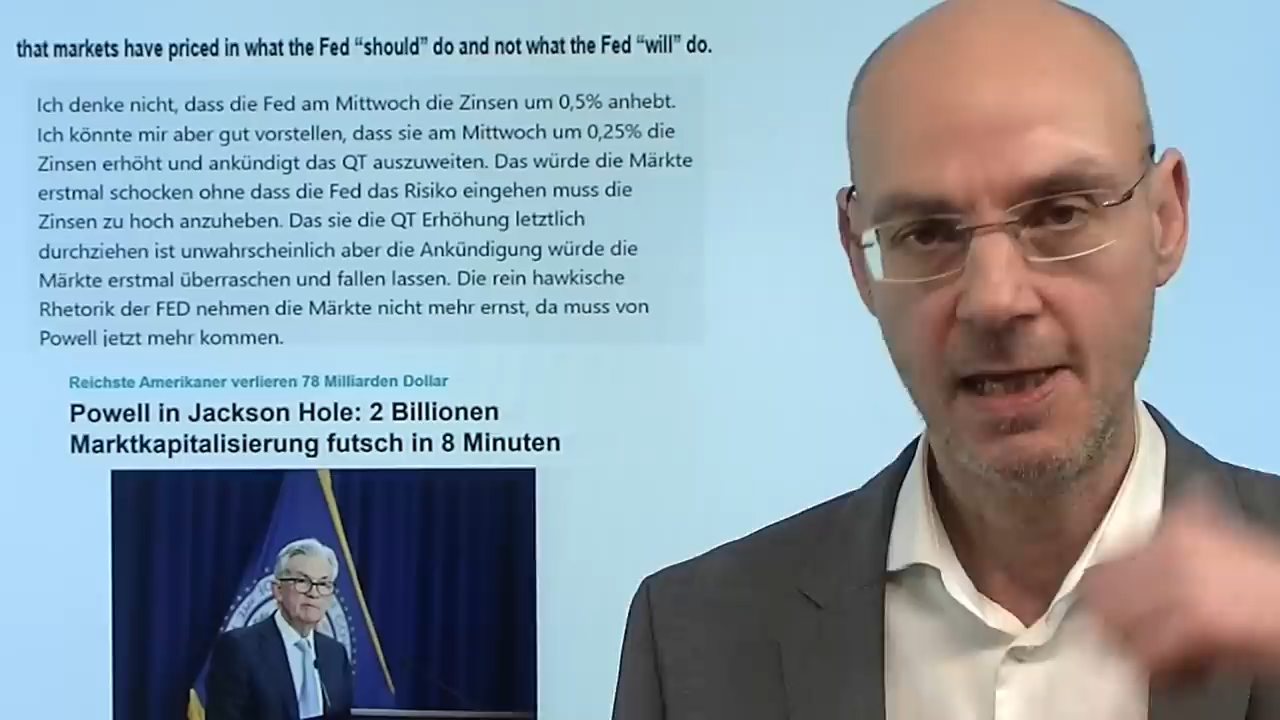 that markets have priced in what the Fed “should” do and not what the Fed “will” do.
Ich denke nicht, dass die Fed am Mittwoch die Zinsen um 0,5% anhebt.
Ich könnte mir aber gut vorstellen, dass sie am Mittwoch um 0,25% die
Zinsen erhöht und ankündigt das QT auszuweiten. Das würde die Märkte
erstmal schocken ohne dass die Fed das Risiko eingehen muss die
Zinsen zu hoch anzuheben. Das sie die QT Erhöhung letztlich
durchziehen ist unwahrscheinlich aber die Ankündigung würde die
Märkte erstmal überraschen und fallen lassen. Die rein hawkische
Rhetorik der FED nehmen die Märkte nicht mehr ernst, da muss von
Powell jetzt mehr kommen.
Reichste Amerikaner verlieren 78 Milliarden Dollar
Powell in Jackson Hole: 2 Billionen
Marktkapitalisierung futsch in 8 Minuten